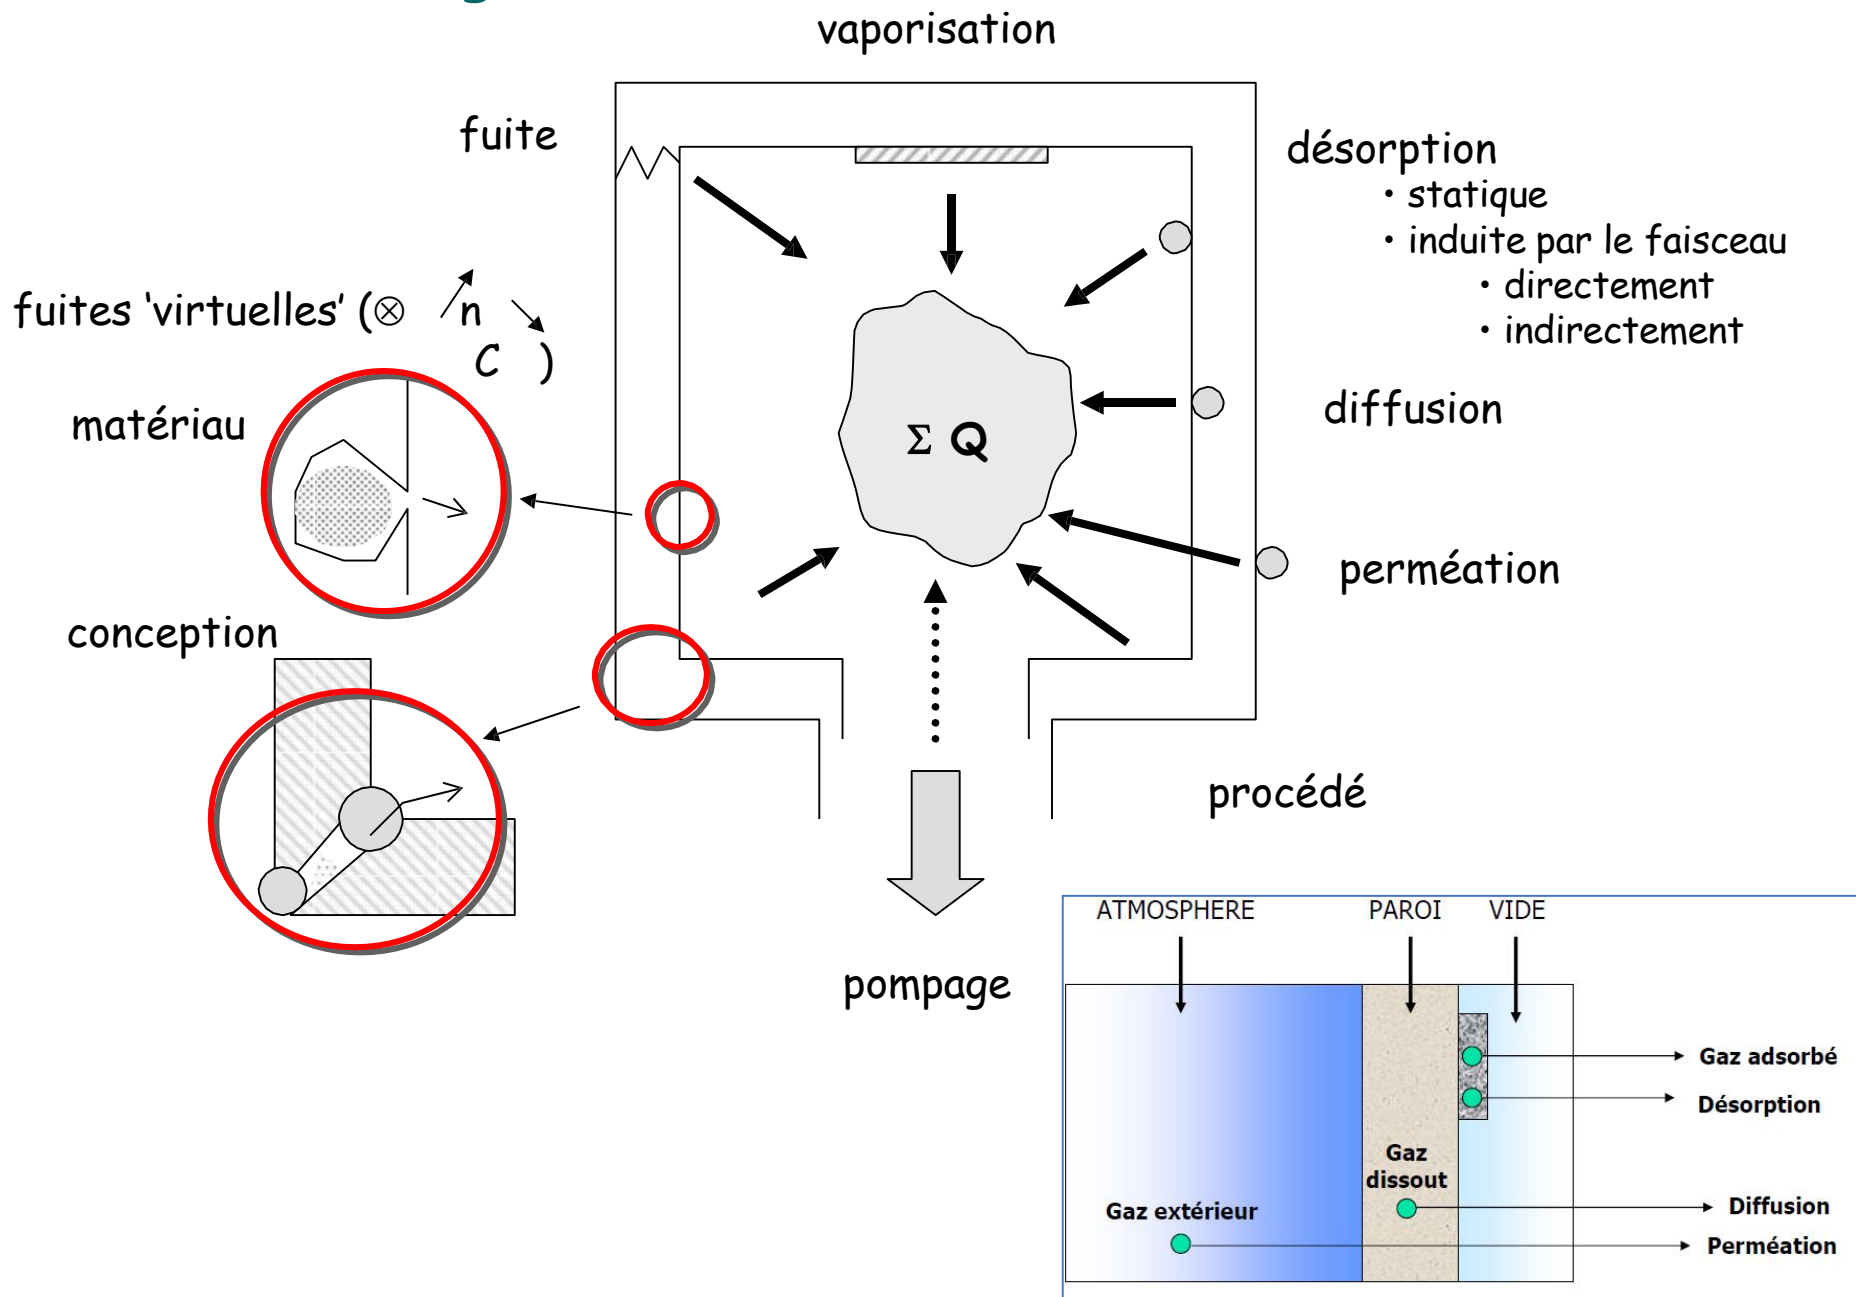 g
vaporisation
fuite
désorption
• statique
• induite par le faisceau
• directement
• indirectement
fuites ‘virtuelles’ (⊗ n
C )
matériau
diffusion
Σ Q
perméation
conception
procédé
pompage
ATMOSPHERE PAROI VIDE
Gaz adsorbé
Désorption
Gaz
dissout
Gaz extérieur
Diffusion
Perméation